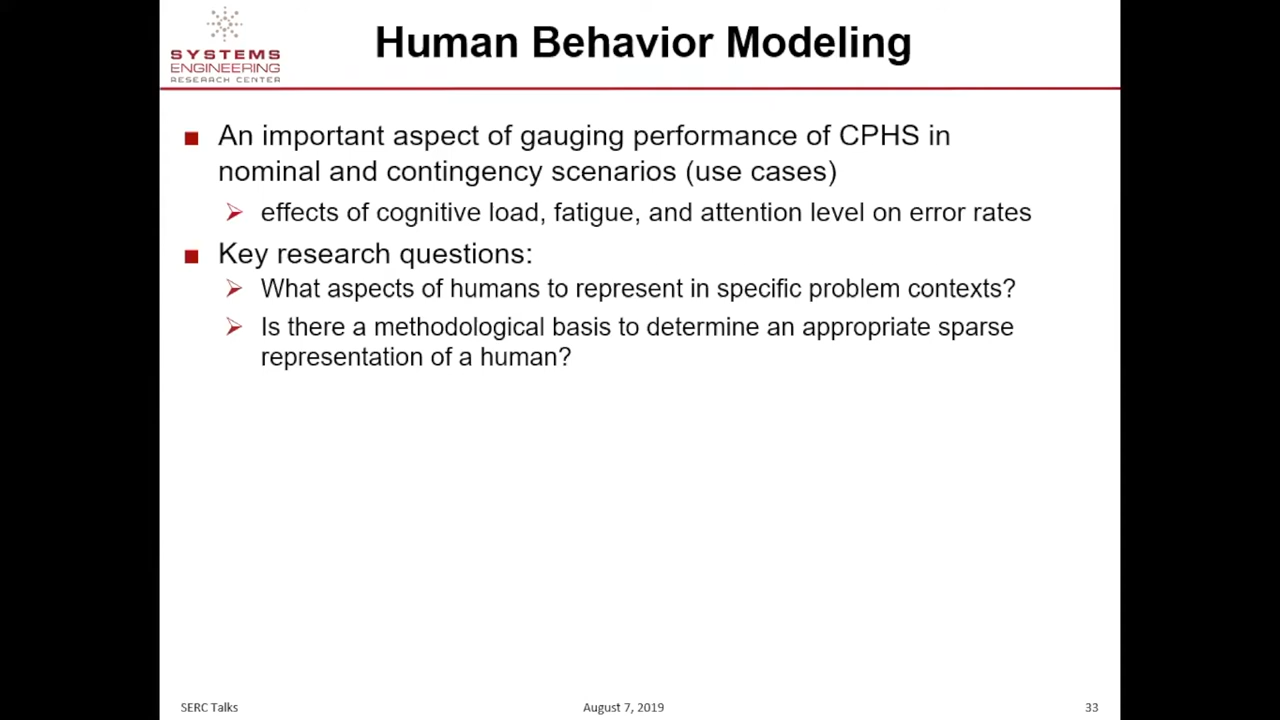 SYSTEMS
ENGINEERING
RESEARCH CENTER
Human Behavior Modeling
An important aspect of gauging performance of CPHS in
nominal and contingency scenarios (use cases)
effects of cognitive load, fatigue, and attention level on error rates
Key research questions:
What aspects of humans to represent in specific problem contexts?
Is there a methodological basis to determine an appropriate sparse
representation of a human?
SERC Talks
August 7, 2019
33